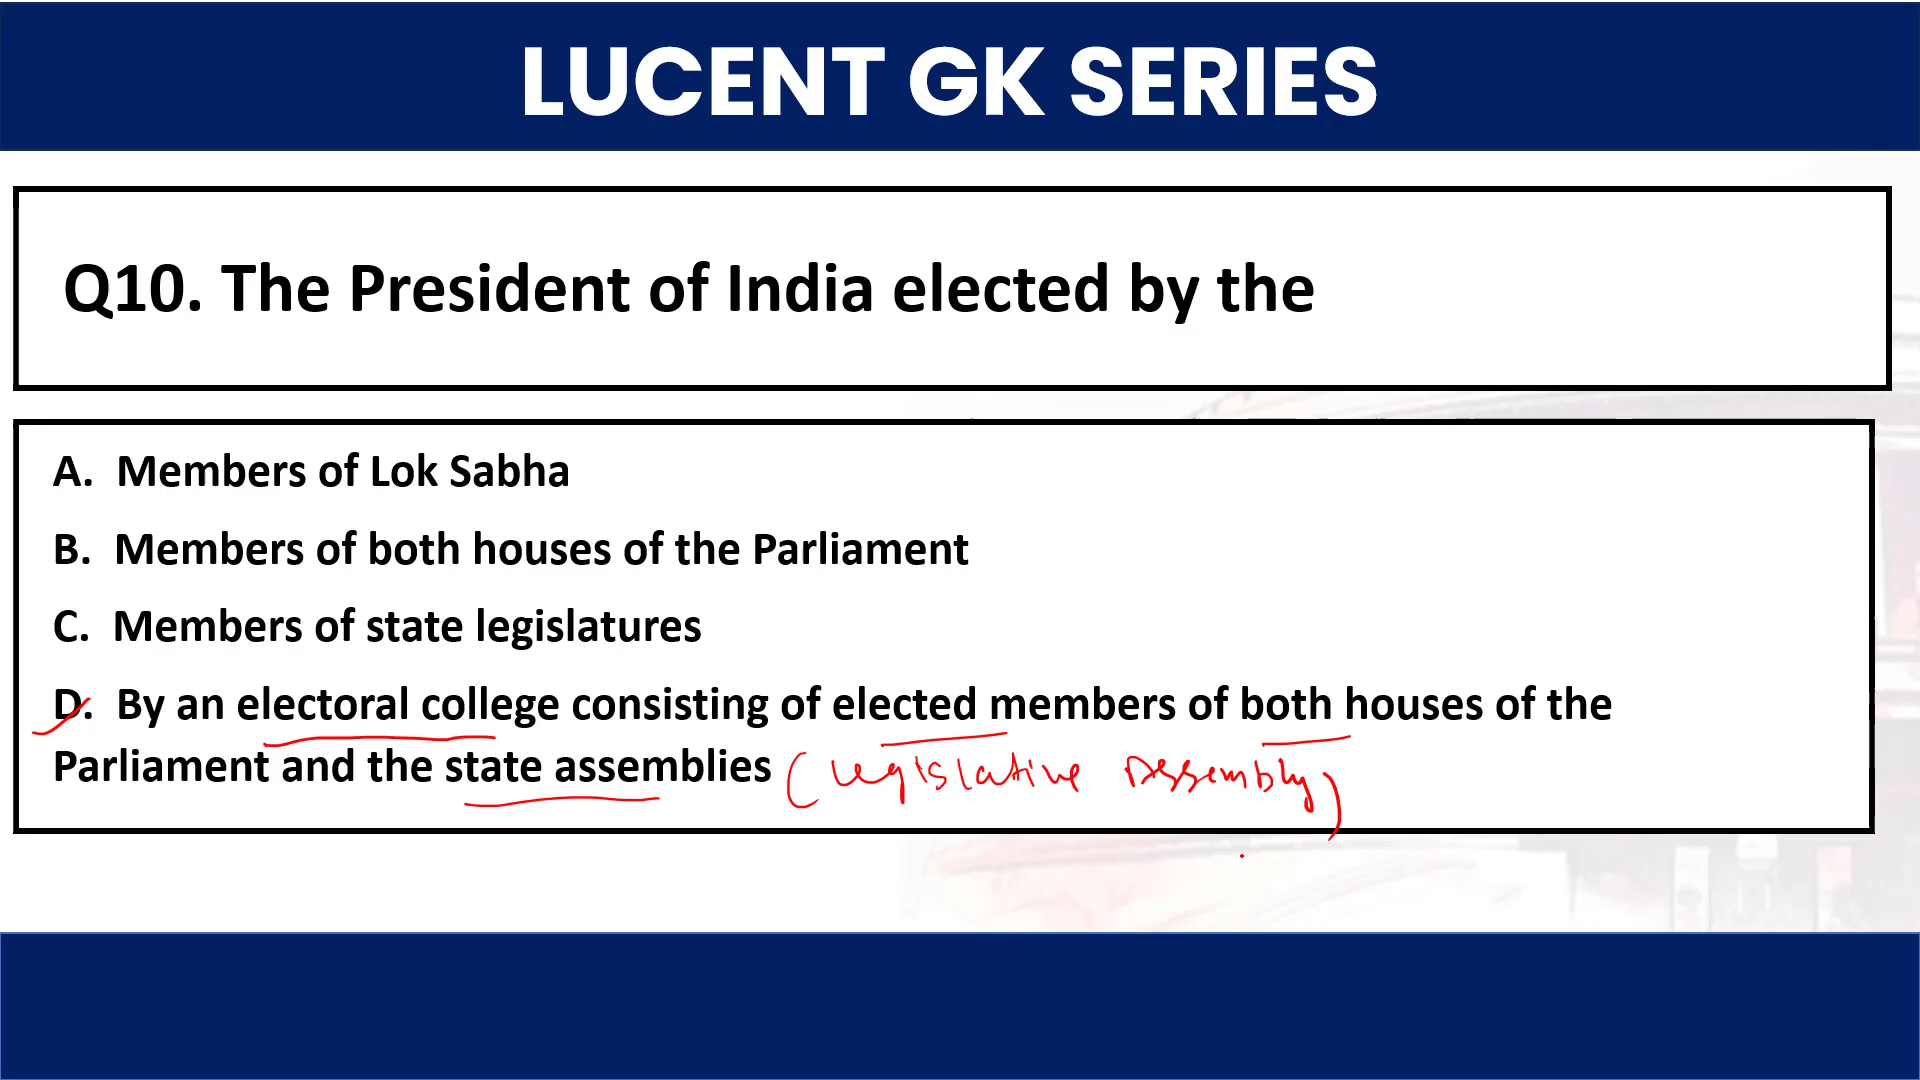 LUCENT GK SERIES
Q10. The President of India elected by the
A. Members of Lok Sabha
B. Members of both houses of the Parliament
C. Members of state legislatures
D. By an electoral college consisting of elected members of both houses of the
Parliament and the state assemblies (Legislative Assembly)